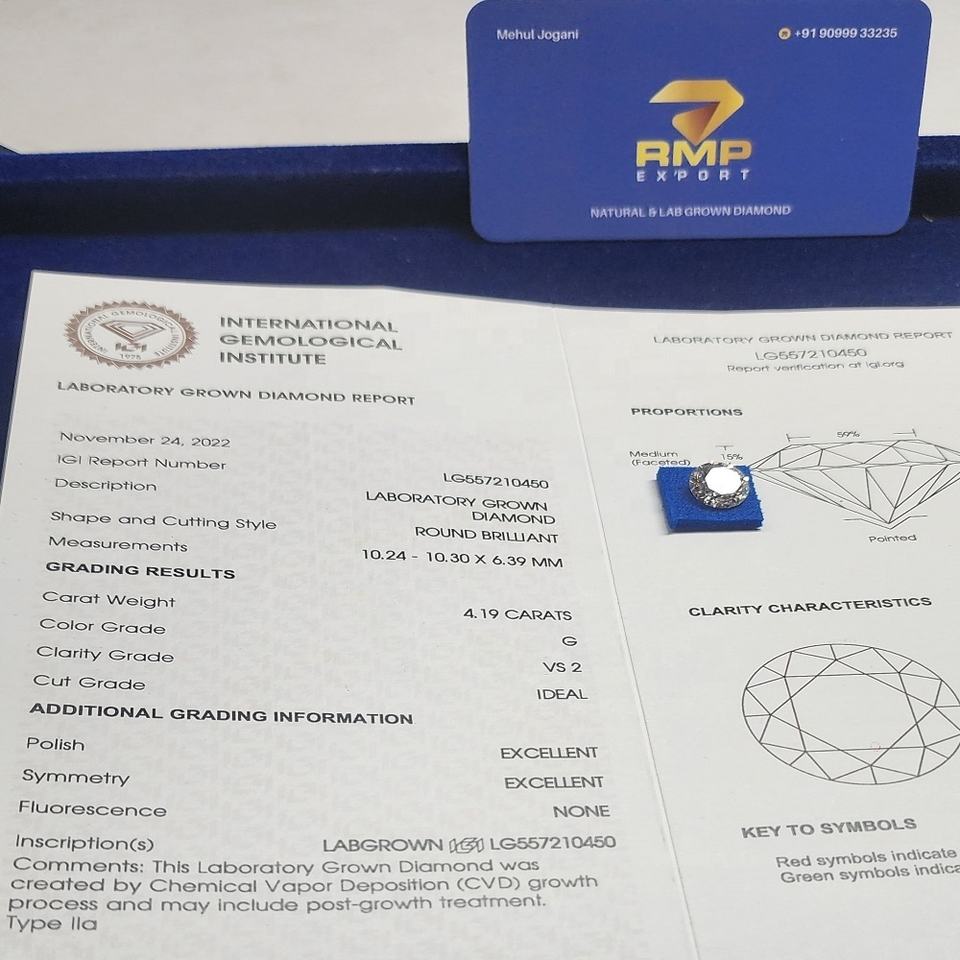 Mehul Jogani
+91 90999 33235
RMP
EXPORT
NATURAL & LAB GROWN DIAMOND
INTERNATIONAL GEMOLOGICAL INSTITUTE
IGI
1975
INTERNATIONAL
GEMOLOGICAL
INSTITUTE
LABORATORY GROWN DIAMOND REPORT
November 24, 2022
IGI Report Number LG557210450
Description LABORATORY GROWN
DIAMOND
Shape and Cutting Style ROUND BRILLIANT
Measurements 10.24 - 10.30 X 6.39 MM
GRADING RESULTS
Carat Weight 4.19 CARATS
Color Grade G
Clarity Grade VS 2
Cut Grade IDEAL
ADDITIONAL GRADING INFORMATION
Polish EXCELLENT
Symmetry EXCELLENT
Fluorescence NONE
Inscription(s) LABGROWN IGI LG557210450
Comments: This Laboratory Grown Diamond was
created by Chemical Vapor Deposition (CVD) growth
process and may include post-growth treatment.
Type IIa
LABORATORY GROWN DIAMOND REPORT
LG557210450
Report verification at igi.org
PROPORTIONS
59%
15%
Medium
(Faceted)
Pointed
CLARITY CHARACTERISTICS
KEY TO SYMBOLS
Red symbols indicate
Green symbols